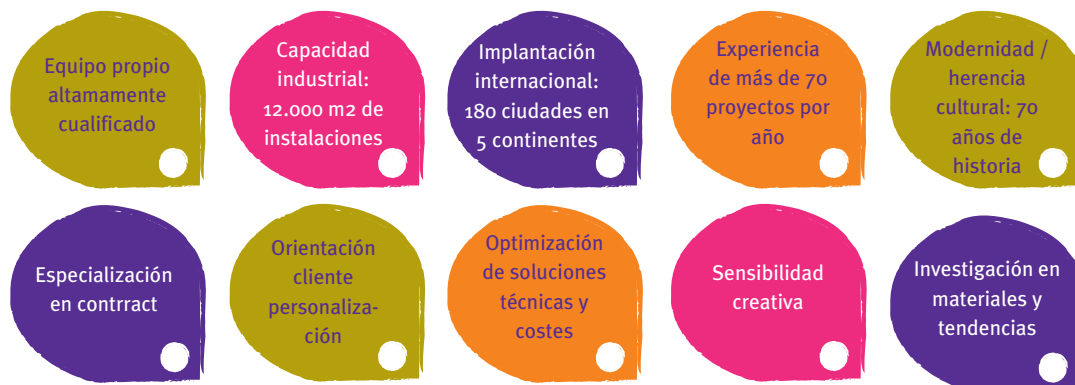 Equipo propio
altamamente
cualificado
Capacidad
industrial:
12.000 m2 de
instalaciones
Implantación
internacional:
180 ciudades en
5 continentes
Experiencia
de más de 70
proyectos por
año
Modernidad /
herencia
cultural: 70
años de
historia
Especialización
en contrract
Orientación
cliente
personaliza-
ción
Optimización
de soluciones
técnicas y
costes
Sensibilidad
creativa
Investigación en
materiales y
tendencias